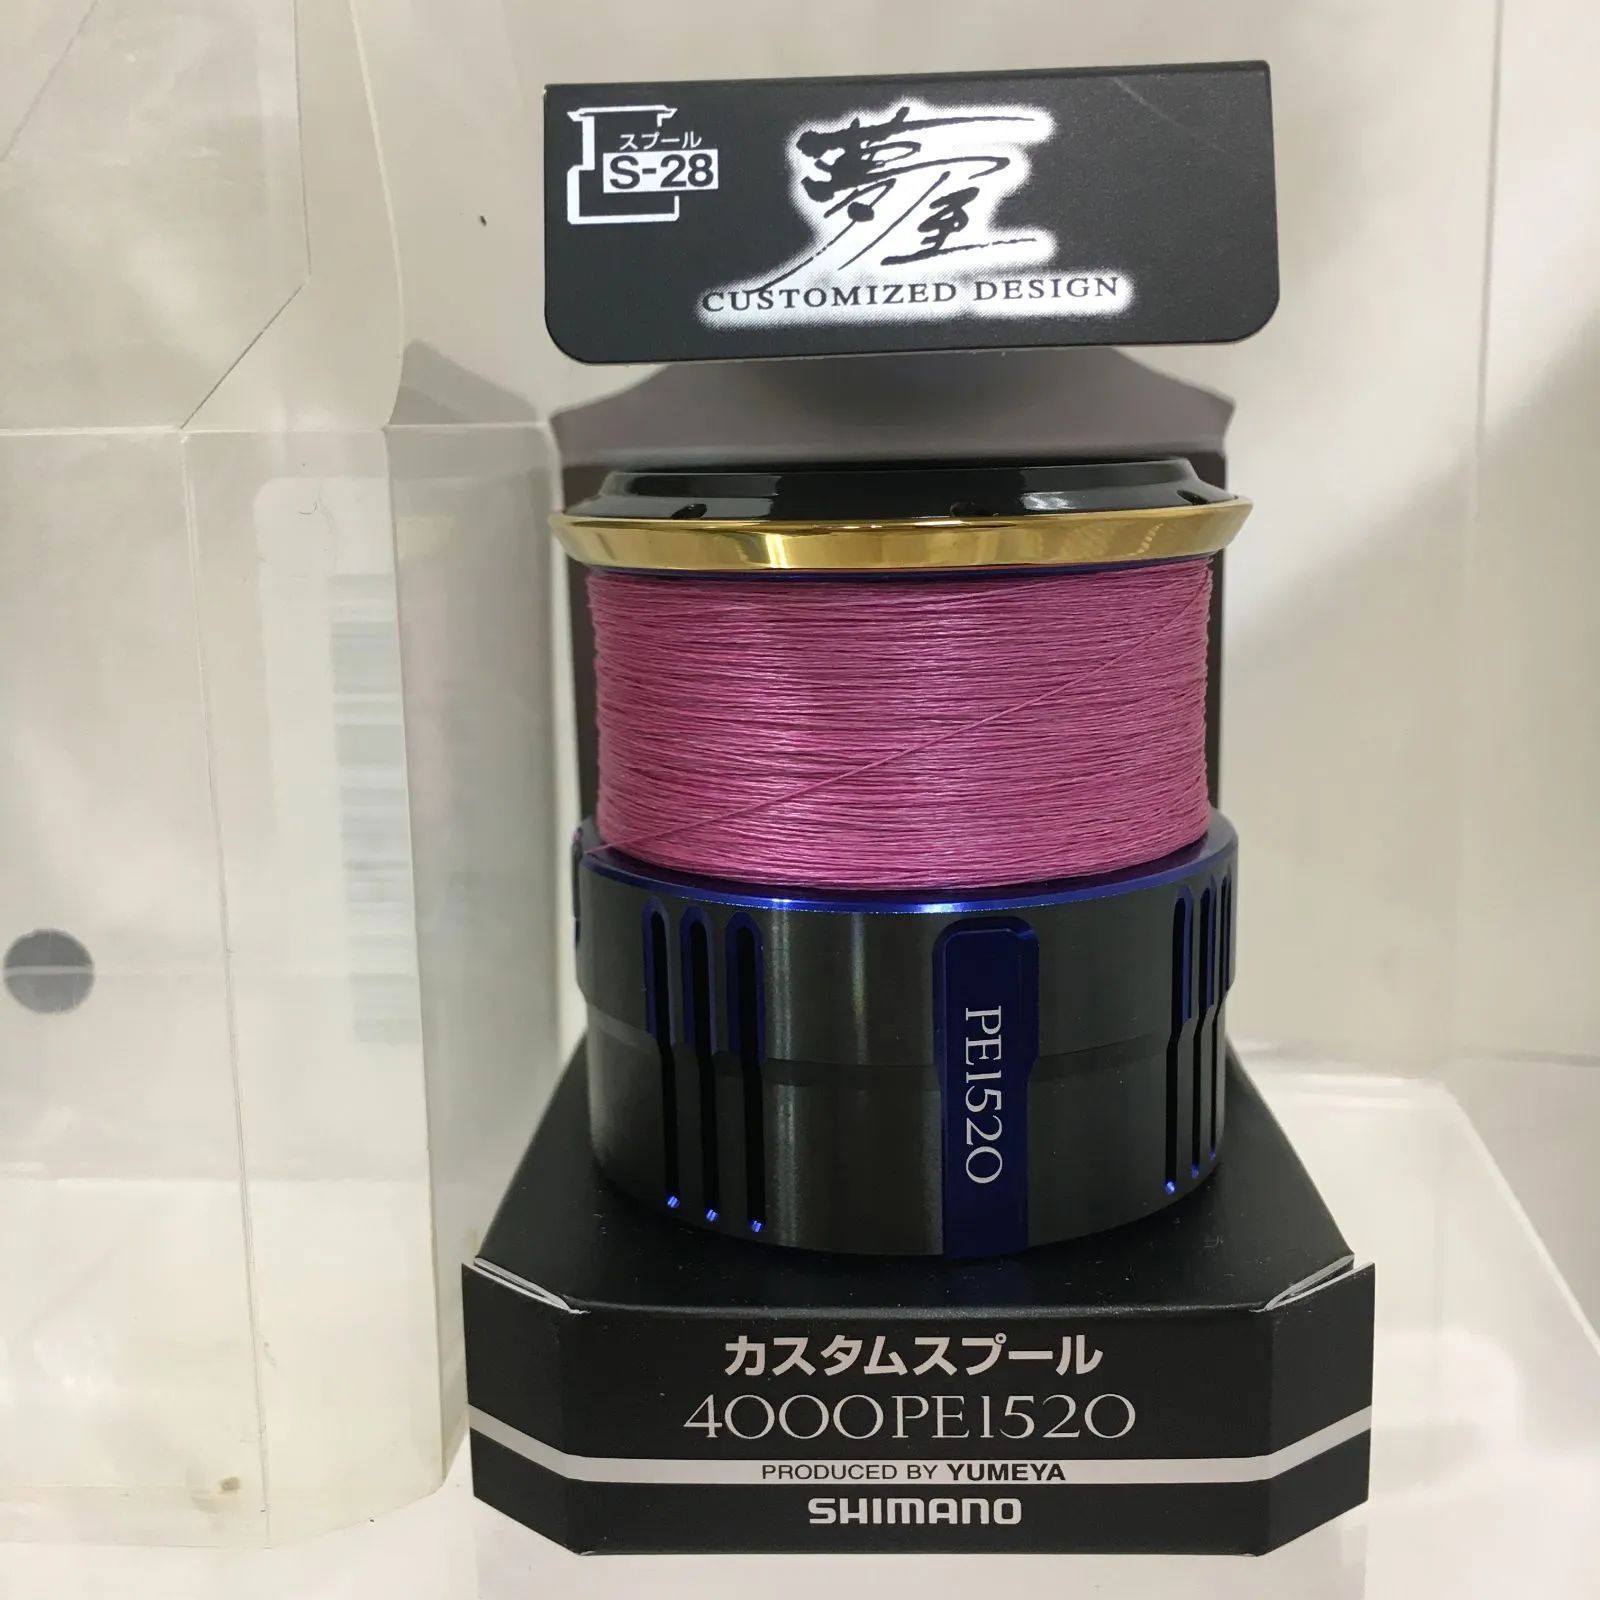 スプール
S-28
夢屋
CUSTOMIZED DESIGN
PE1520
カスタムスプール
4000PE1520
PRODUCED BY YUMEYA
SHIMANO